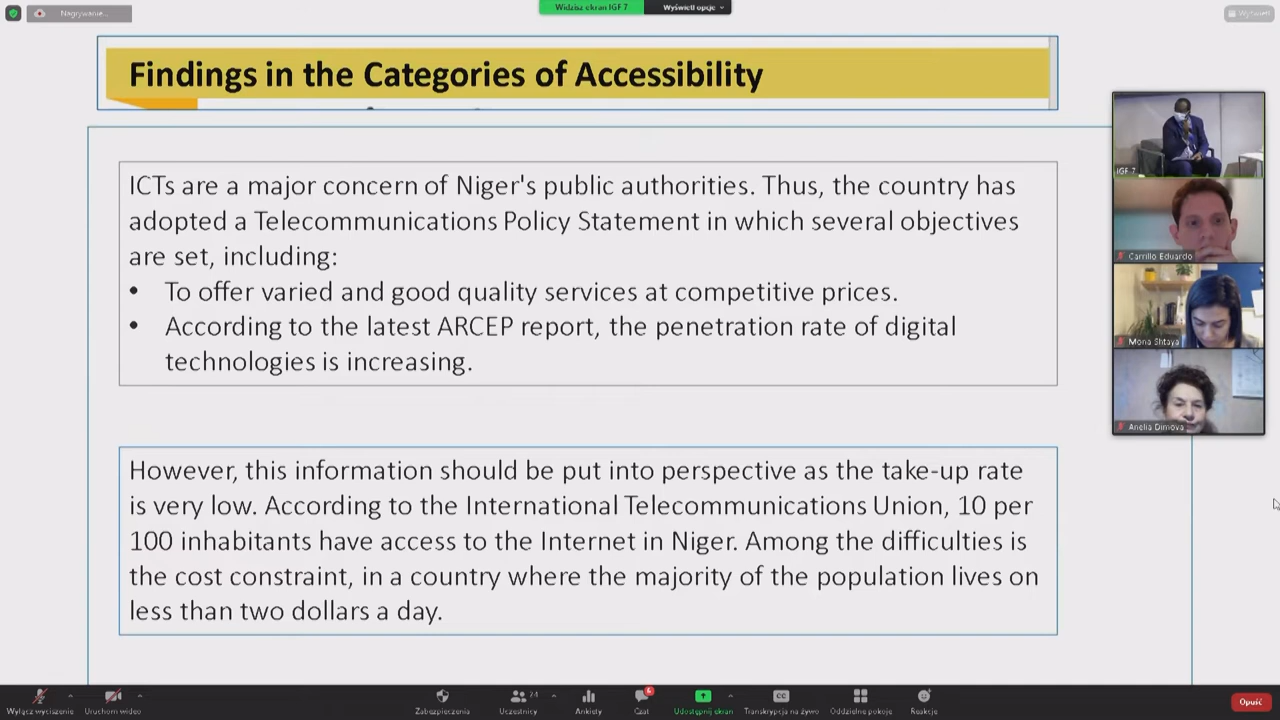 Nagrywanie...
Widzisz ekran IGF 7
Wyświetl opcje
Wyświetl
Findings in the Categories of Accessibility
ICTs are a major concern of Niger's public authorities. Thus, the country has
adopted a Telecommunications Policy Statement in which several objectives
are set, including:
• To offer varied and good quality services at competitive prices.
• According to the latest ARCEP report, the penetration rate of digital
technologies is increasing.
However, this information should be put into perspective as the take-up rate
is very low. According to the International Telecommunications Union, 10 per
100 inhabitants have access to the Internet in Niger. Among the difficulties is
the cost constraint, in a country where the majority of the population lives on
less than two dollars a day.
IGF 7
Carrillo Eduardo
Mona Shtaya
Anelia Dimova
Wyłącz wyciszenie
Uruchom wideo
Zabezpieczenia
24
Uczestnicy
Ankiety
6
Czat
Udostępnij ekran
CC
Transkrypcja na żywo
Oddzielne pokoje
Reakcje
Opuść